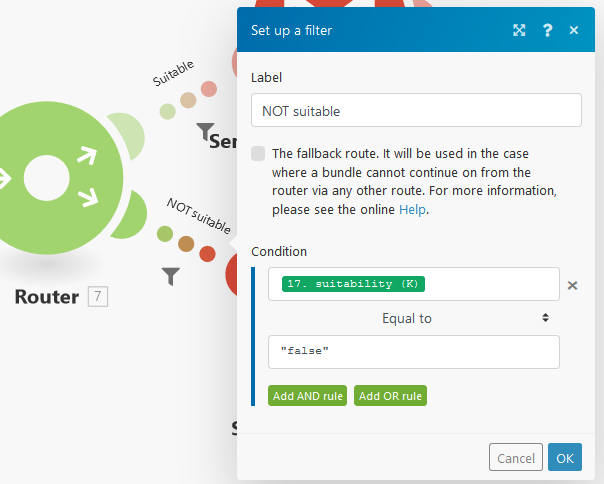 Set up a filter
?
Label
NOT suitable
The fallback route. It will be used in the case
where a bundle cannot continue on from the
router via any other route. For more information,
please see the online Help.
Condition
17. suitability (K)
Equal to
"false"
Add AND rule
Add OR rule
Cancel
OK
Suitable
Ser
NOT suitable
Router 7
S